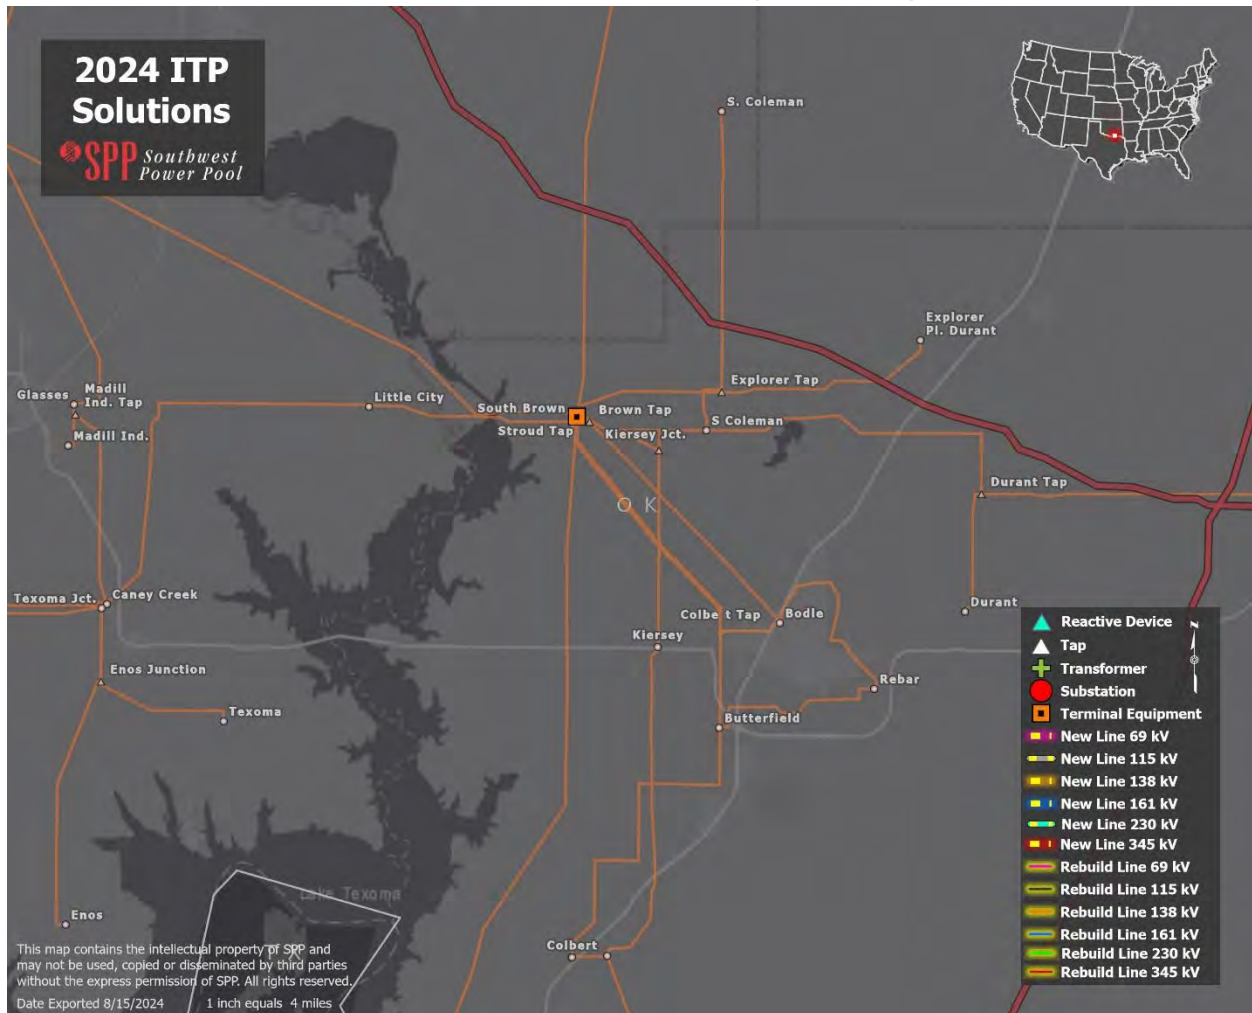 2024 ITP
Solutions
SPP Southwest
Power Pool
S. Coleman
Explorer
Pl. Durant
Explorer Tap
Glasses
Madill
Ind. Tap
Madill Ind.
Little City
South Brown
Brown Tap
Stroud Tap
Kiersey Jct.
S Coleman
Durant Tap
O K
Texoma Jct.
Caney Creek
Colbert Tap
Bodle
Durant
Kiersey
Enos Junction
Texoma
Rebar
Butterfield
Lake Texoma
Enos
T X
Colbert
Reactive Device
Tap
Transformer
Substation
Terminal Equipment
New Line 69 kV
New Line 115 kV
New Line 138 kV
New Line 161 kV
New Line 230 kV
New Line 345 kV
Rebuild Line 69 kV
Rebuild Line 115 kV
Rebuild Line 138 kV
Rebuild Line 161 kV
Rebuild Line 230 kV
Rebuild Line 345 kV
N
This map contains the intellectual property of SPP and
may not be used, copied or disseminated by third parties
without the express permission of SPP. All rights reserved.
Date Exported 8/15/2024 1 inch equals 4 miles